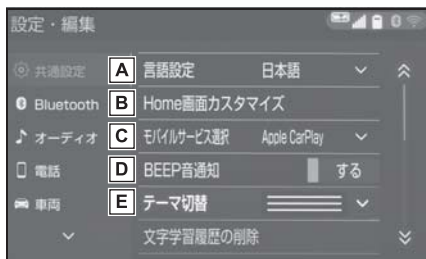 設定・編集
共通設定
A 言語設定 日本語
Bluetooth
B Home画面カスタマイズ
オーディオ
C モバイルサービス選択 Apple CarPlay
電話
D BEEP音通知 する
車両
E テーマ切替
文字学習履歴の削除